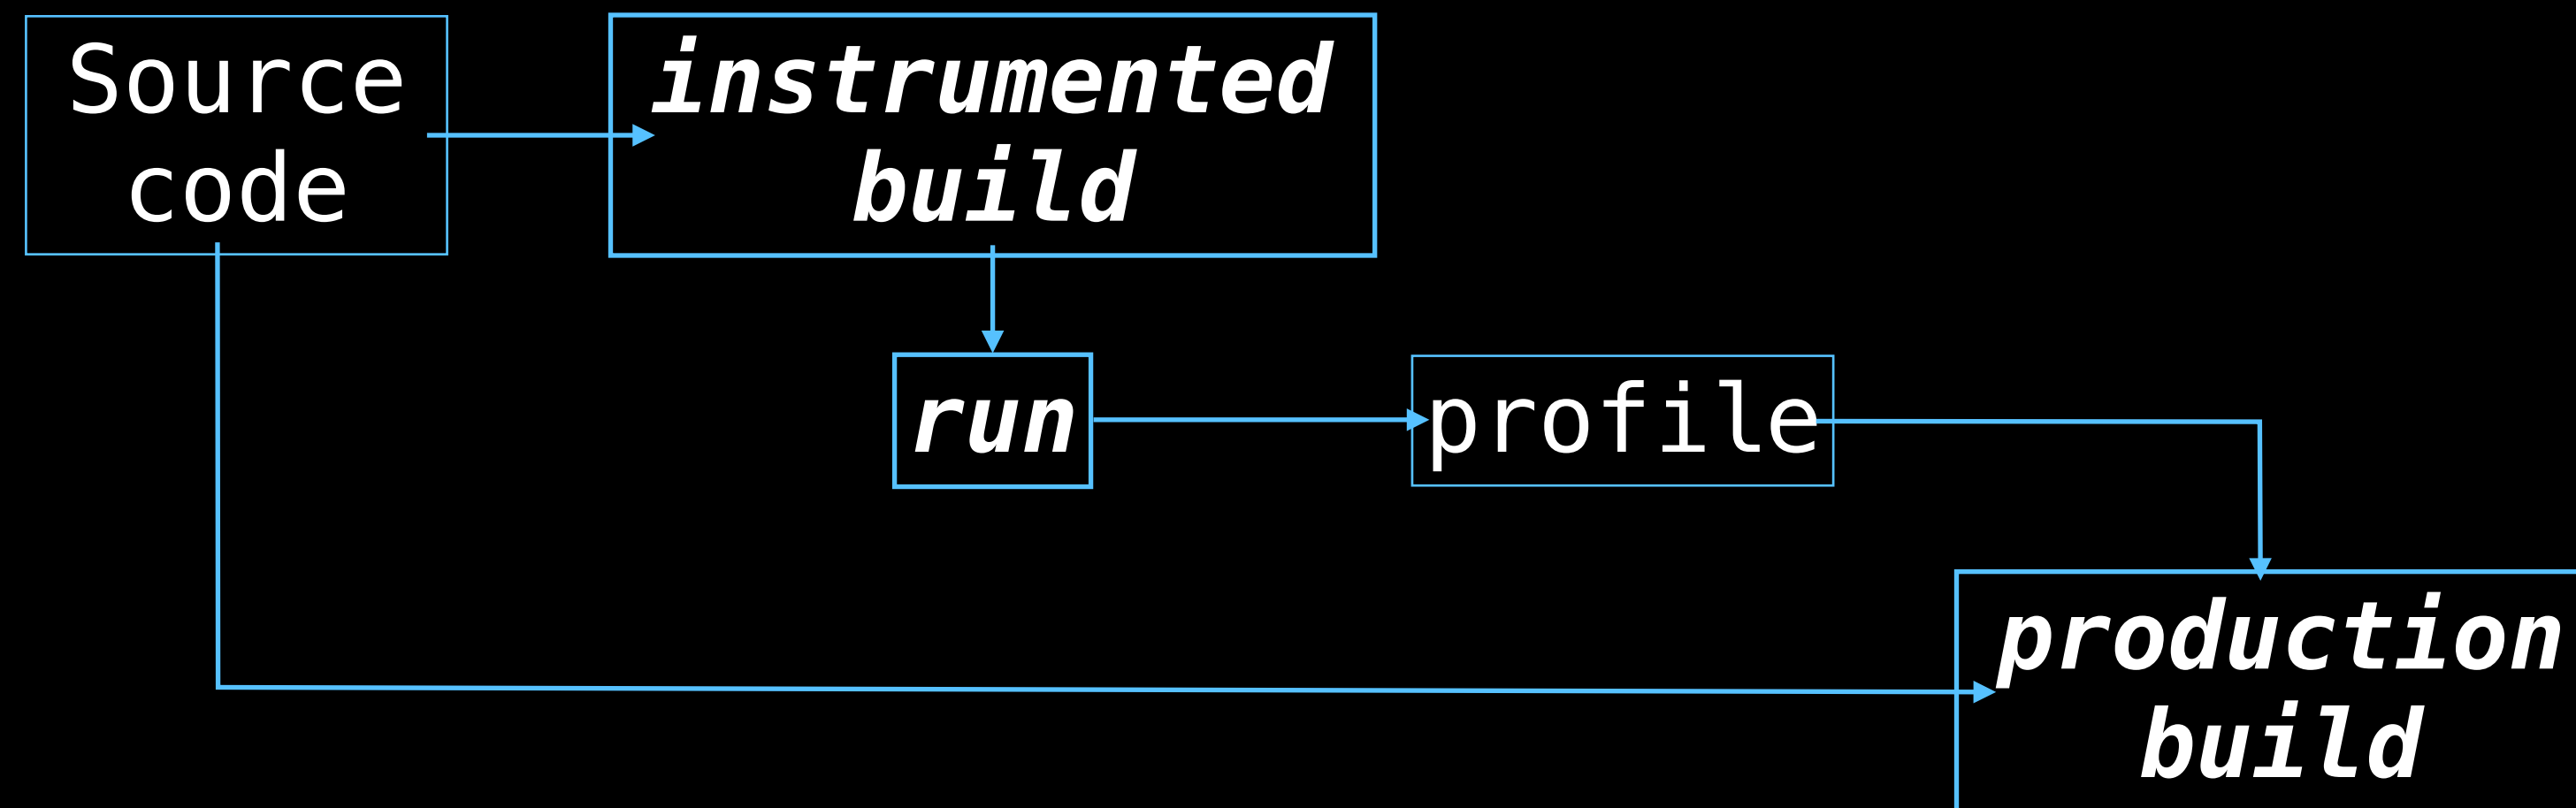 Source
code
instrumented
build
run
profile
production
build